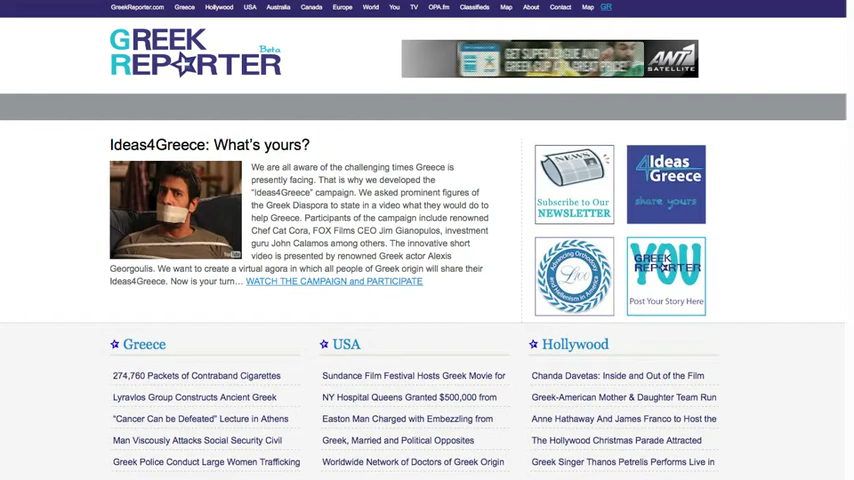 GreekReporter.com Greece Hollywood USA Australia Canada Europe World You TV OPA.fm Classifieds Map About Contact Map GR
GREEK
REPORTER
Beta
GET SUPERLEAGUE AND
GREEK CUP AT A GREAT PRICE*
ANT1
SATELLITE
Ideas4Greece: What's yours?
We are all aware of the challenging times Greece is
presently facing. That is why we developed the
"Ideas4Greece" campaign. We asked prominent figures of
the Greek Diaspora to state in a video what they would do to
help Greece. Participants of the campaign include renowned
Chef Cat Cora, FOX Films CEO Jim Gianopulos, investment
guru John Calamos among others. The innovative short
video is presented by renowned Greek actor Alexis
Georgoulis. We want to create a virtual agora in which all people of Greek origin will share their
Ideas4Greece. Now is your turn… WATCH THE CAMPAIGN and PARTICIPATE
NEWS
Subscribe to Our
NEWSLETTER
4Ideas
Greece
share yours
Advancing Orthodoxy
and Hellenism in America
L100
YOU
GREEK
REPORTER
Post Your Story Here
Greece
274,760 Packets of Contraband Cigarettes
Lyravlos Group Constructs Ancient Greek
"Cancer Can be Defeated" Lecture in Athens
Man Viscously Attacks Social Security Civil
Greek Police Conduct Large Women Trafficking
USA
Sundance Film Festival Hosts Greek Movie for
NY Hospital Queens Granted $500,000 from
Easton Man Charged with Embezzling from
Greek, Married and Political Opposites
Worldwide Network of Doctors of Greek Origin
Hollywood
Chanda Davetas: Inside and Out of the Film
Greek-American Mother & Daughter Team Run
Anne Hathaway And James Franco to Host the
The Hollywood Christmas Parade Attracted
Greek Singer Thanos Petrelis Performs Live in